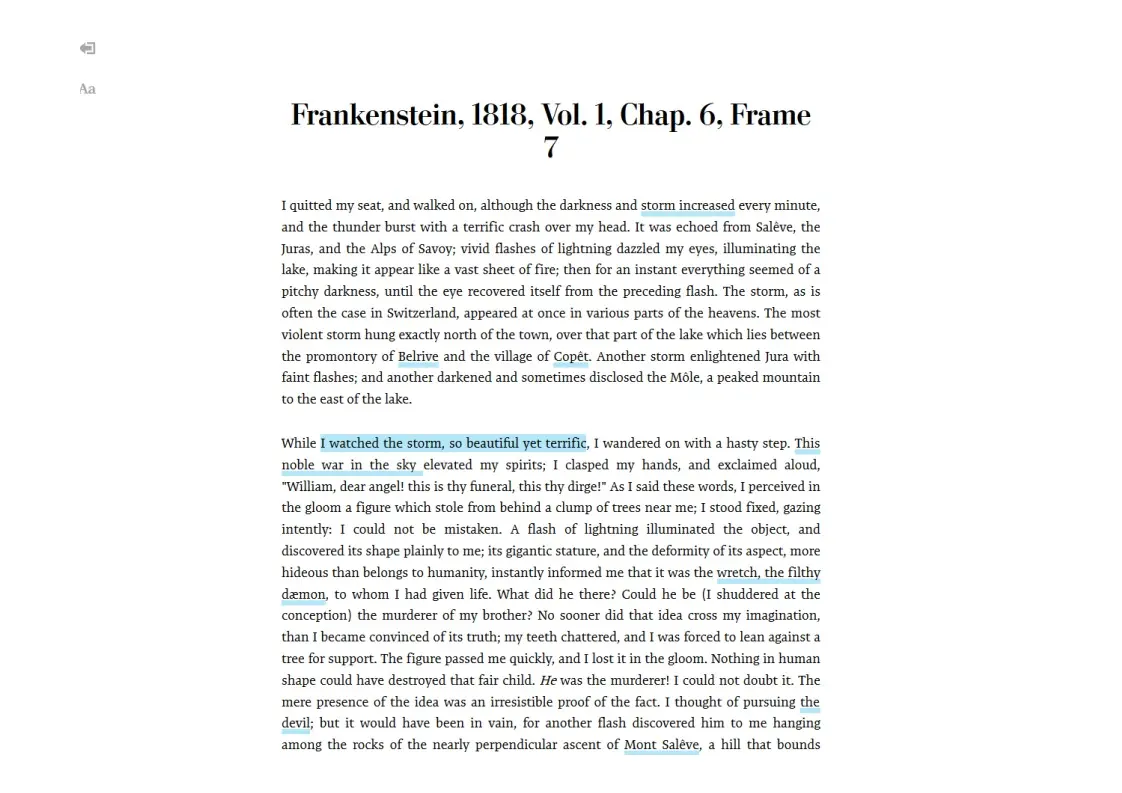 Aa
Frankenstein, 1818, Vol. 1, Chap. 6, Frame
7
I quitted my seat, and walked on, although the darkness and storm increased every minute,
and the thunder burst with a terrific crash over my head. It was echoed from Salêve, the
Juras, and the Alps of Savoy; vivid flashes of lightning dazzled my eyes, illuminating the
lake, making it appear like a vast sheet of fire; then for an instant everything seemed of a
pitchy darkness, until the eye recovered itself from the preceding flash. The storm, as is
often the case in Switzerland, appeared at once in various parts of the heavens. The most
violent storm hung exactly north of the town, over that part of the lake which lies between
the promontory of Belrive and the village of Copêt. Another storm enlightened Jura with
faint flashes; and another darkened and sometimes disclosed the Môle, a peaked mountain
to the east of the lake.
While I watched the storm, so beautiful yet terrific, I wandered on with a hasty step. This
noble war in the sky elevated my spirits; I clasped my hands, and exclaimed aloud,
"William, dear angel! this is thy funeral, this thy dirge!" As I said these words, I perceived in
the gloom a figure which stole from behind a clump of trees near me; I stood fixed, gazing
intently: I could not be mistaken. A flash of lightning illuminated the object, and
discovered its shape plainly to me; its gigantic stature, and the deformity of its aspect, more
hideous than belongs to humanity, instantly informed me that it was the wretch, the filthy
dæmon, to whom I had given life. What did he there? Could he be (I shuddered at the
conception) the murderer of my brother? No sooner did that idea cross my imagination,
than I became convinced of its truth; my teeth chattered, and I was forced to lean against a
tree for support. The figure passed me quickly, and I lost it in the gloom. Nothing in human
shape could have destroyed that fair child. He was the murderer! I could not doubt it. The
mere presence of the idea was an irresistible proof of the fact. I thought of pursuing the
devil; but it would have been in vain, for another flash discovered him to me hanging
among the rocks of the nearly perpendicular ascent of Mont Salêve, a hill that bounds